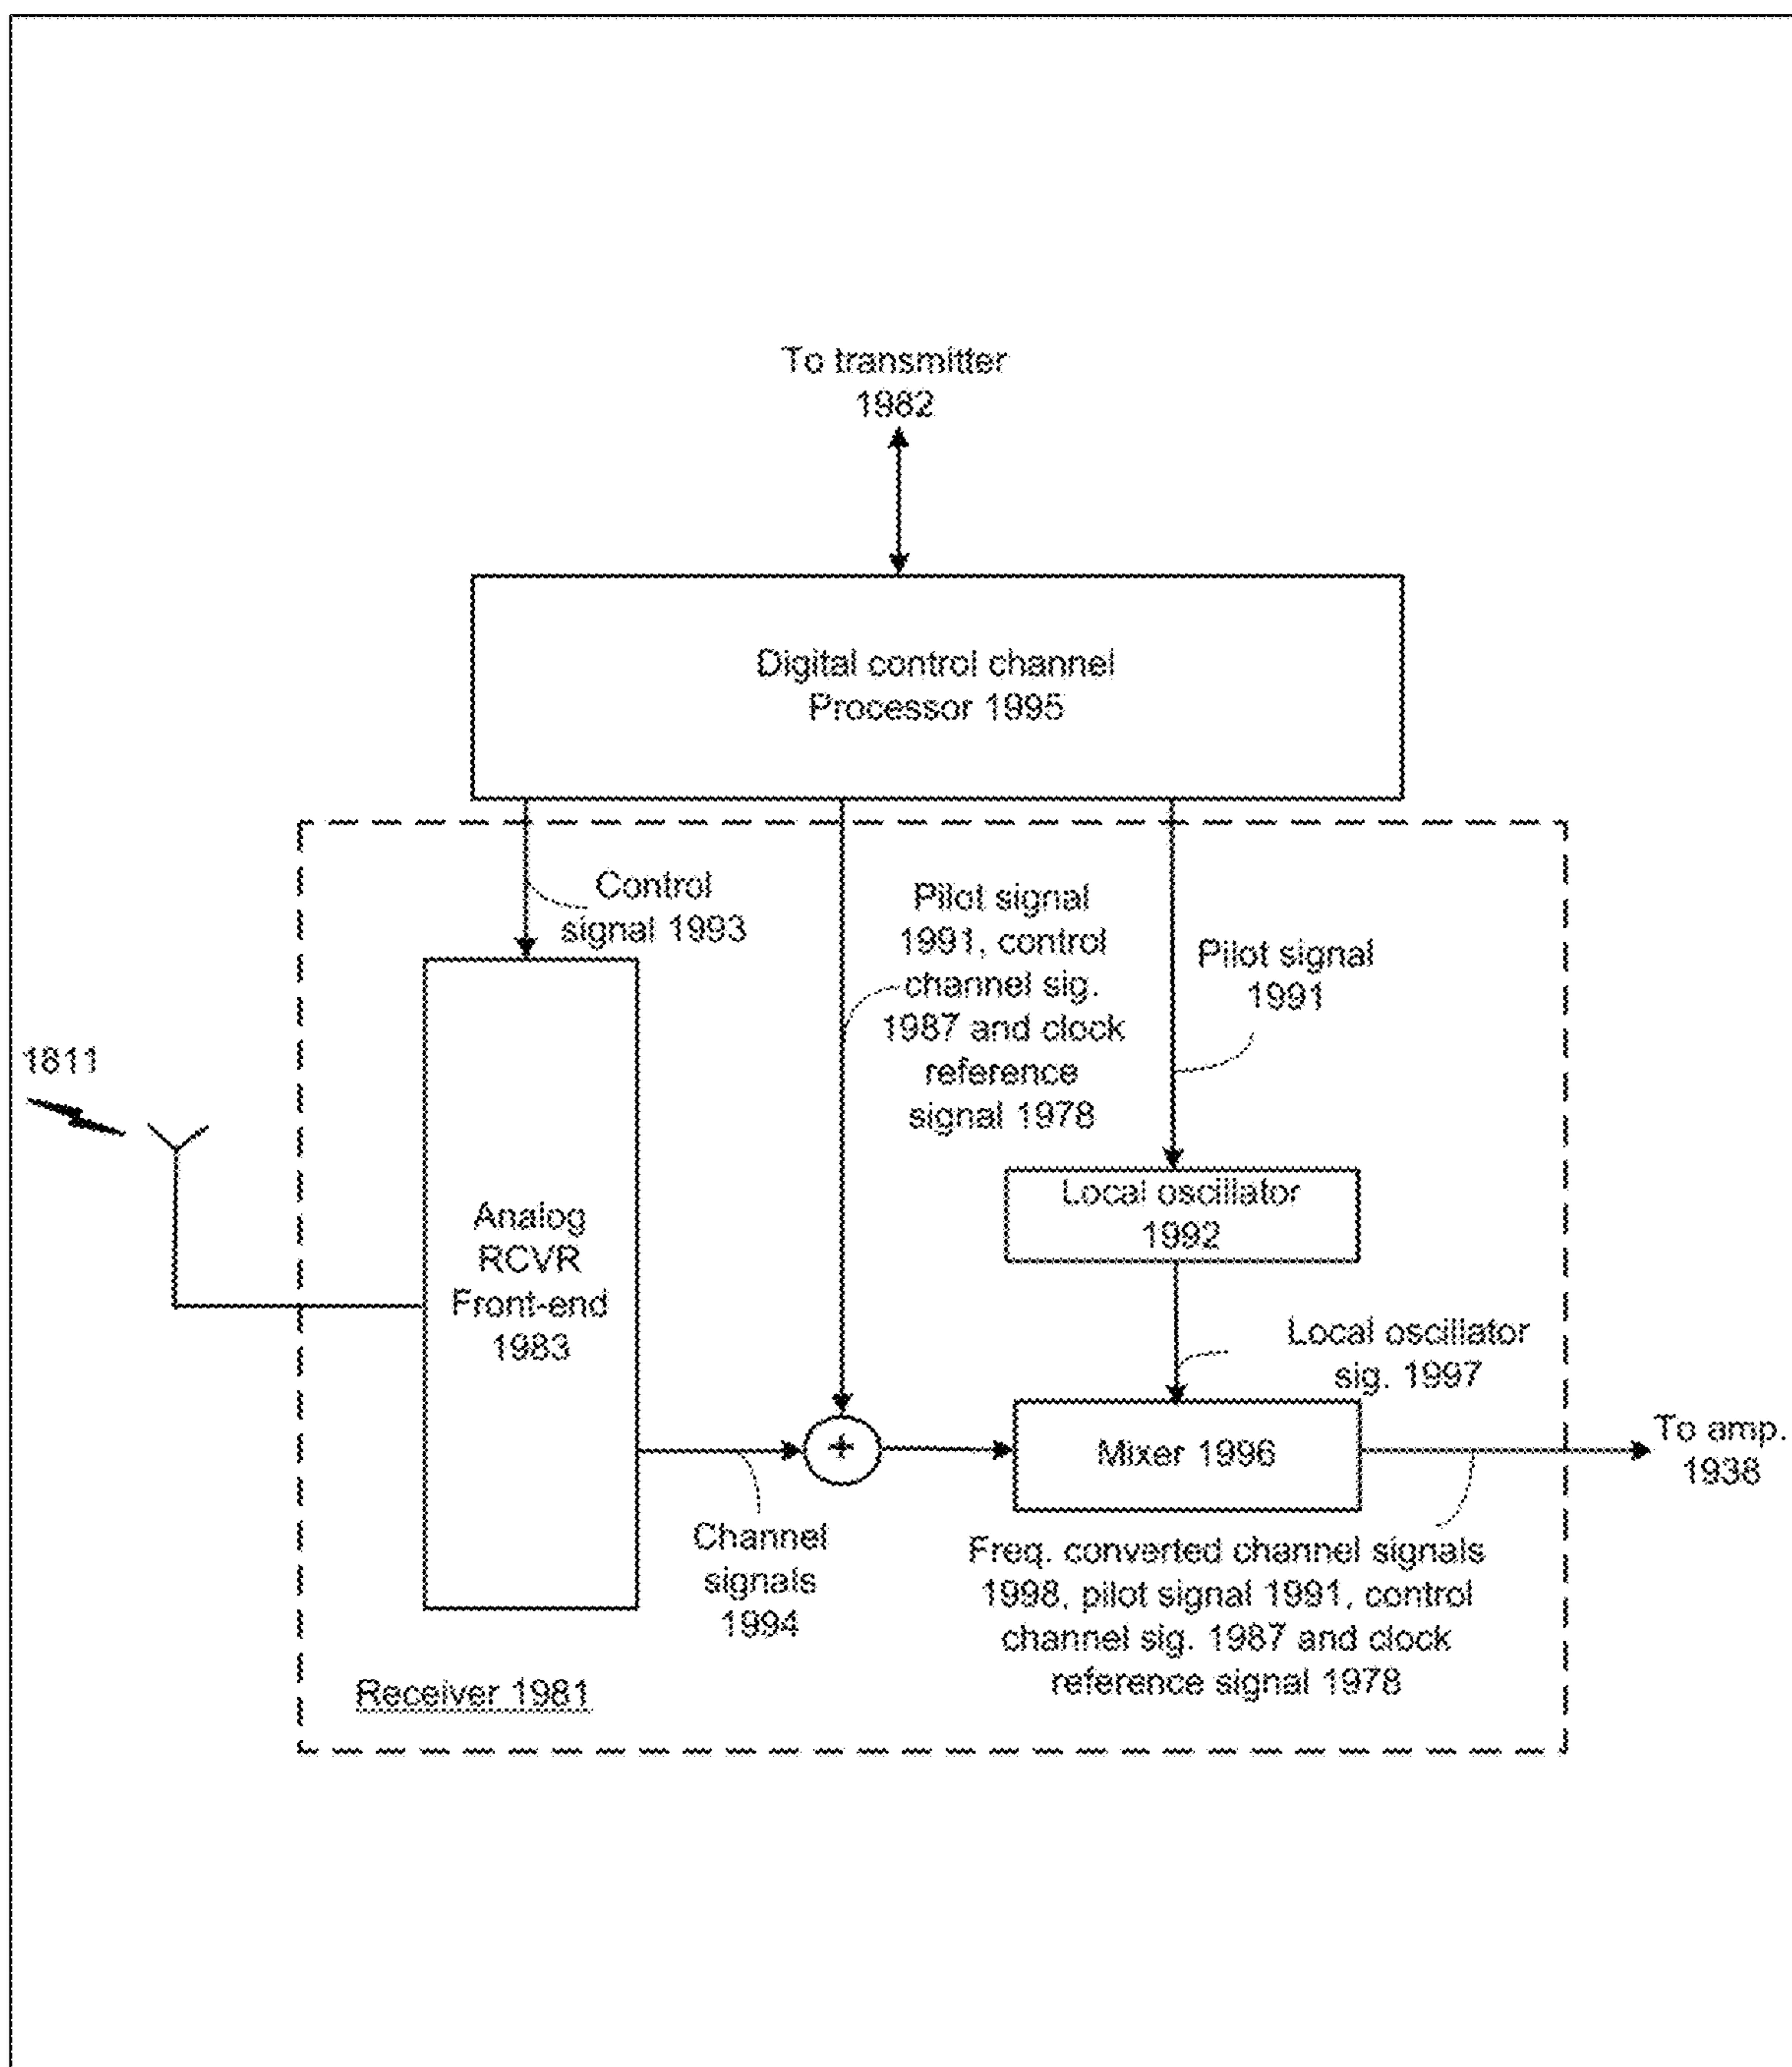 To transmitter
1982
Digital control channel
Processor 1995
Control
signal 1993
Pilot signal
1991, control
channel sig.
1987 and clock
reference
signal 1978
Pilot signal
1991
1811
Local oscillator
1992
Analog
RCVR
Front-end
1983
Local oscillator
sig. 1997
+
Mixer 1996
To amp.
1938
Channel
signals
1994
Freq. converted channel signals
1998, pilot signal 1991, control
channel sig. 1987 and clock
reference signal 1978
Receiver 1981